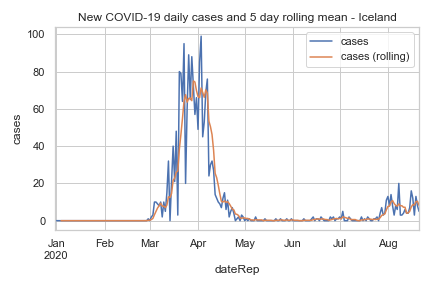 New COVID-19 daily cases and 5 day rolling mean - Iceland
cases
cases (rolling)
100
80
60
40
20
0
cases
Jan Feb Mar Apr May Jun Jul Aug
2020
dateRep